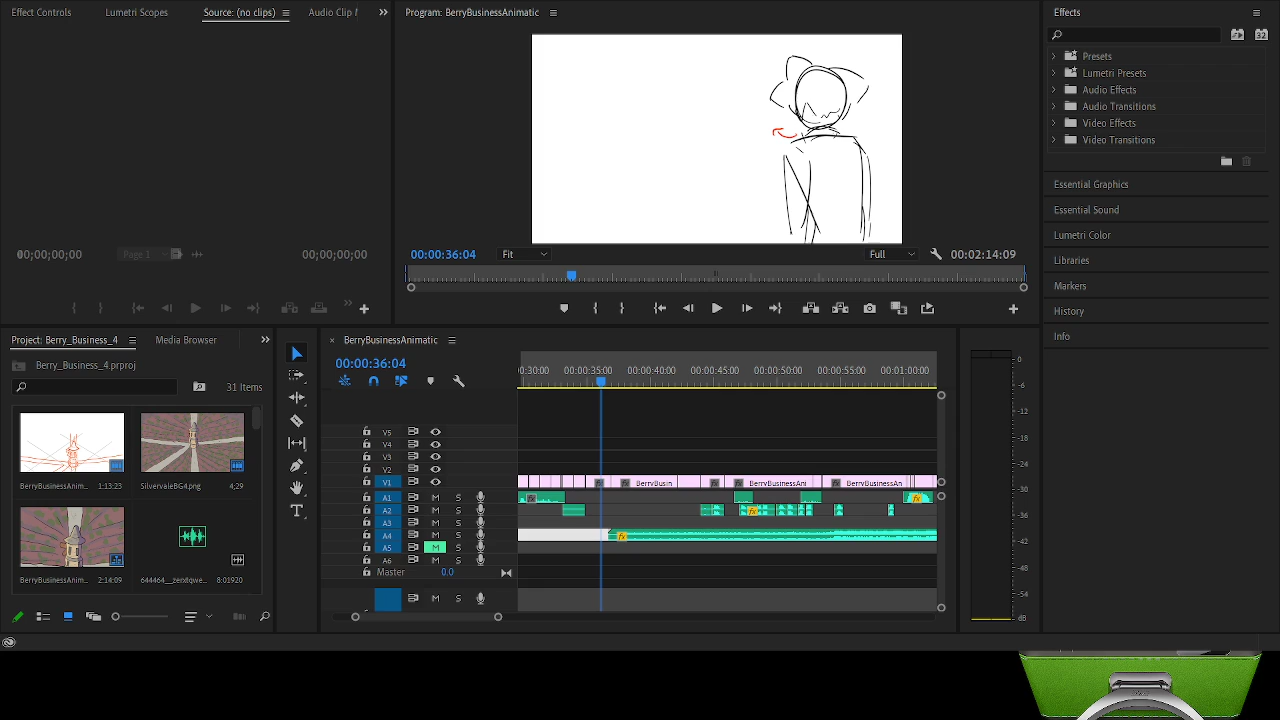 Effect Controls
Lumetri Scopes
Source: (no clips)
Audio Clip
Program: BerryBusinessAnimatic
Effects
Presets
Lumetri Presets
Audio Effects
Audio Transitions
Video Effects
Video Transitions
Essential Graphics
Essential Sound
Lumetri Color
Libraries
Markers
History
Info
00;00;00;00
Page 1
00;00;00;00
00:00:36:04
Fit
Full
00:02:14:09
Project: Berry_Business_4
Media Browser
Berry_Business_4.prproj
31 Items
BerryBusinessAnim...
1:13:23
SilvervaleBG4.png
4;29
BerryBusinessAnim...
2:14:09
644464__zendqwe...
8:01920
BerryBusinessAnimatic
00:00:36:04
:00:30:00
00:00:35:00
00:00:40:00
00:00:45:00
00:00:50:00
00:00:55:00
00:01:00:00
V5
V4
V3
V2
V1
BerryBusin
BerryBusinessAni
BerryBusinessAn
A1 M S
A2 M S
A3 M S
A4 M S
A5 M S
A6 M S
Master 0.0
M S
0
-6
-12
-18
-24
-30
-36
-42
-48
-54
dB